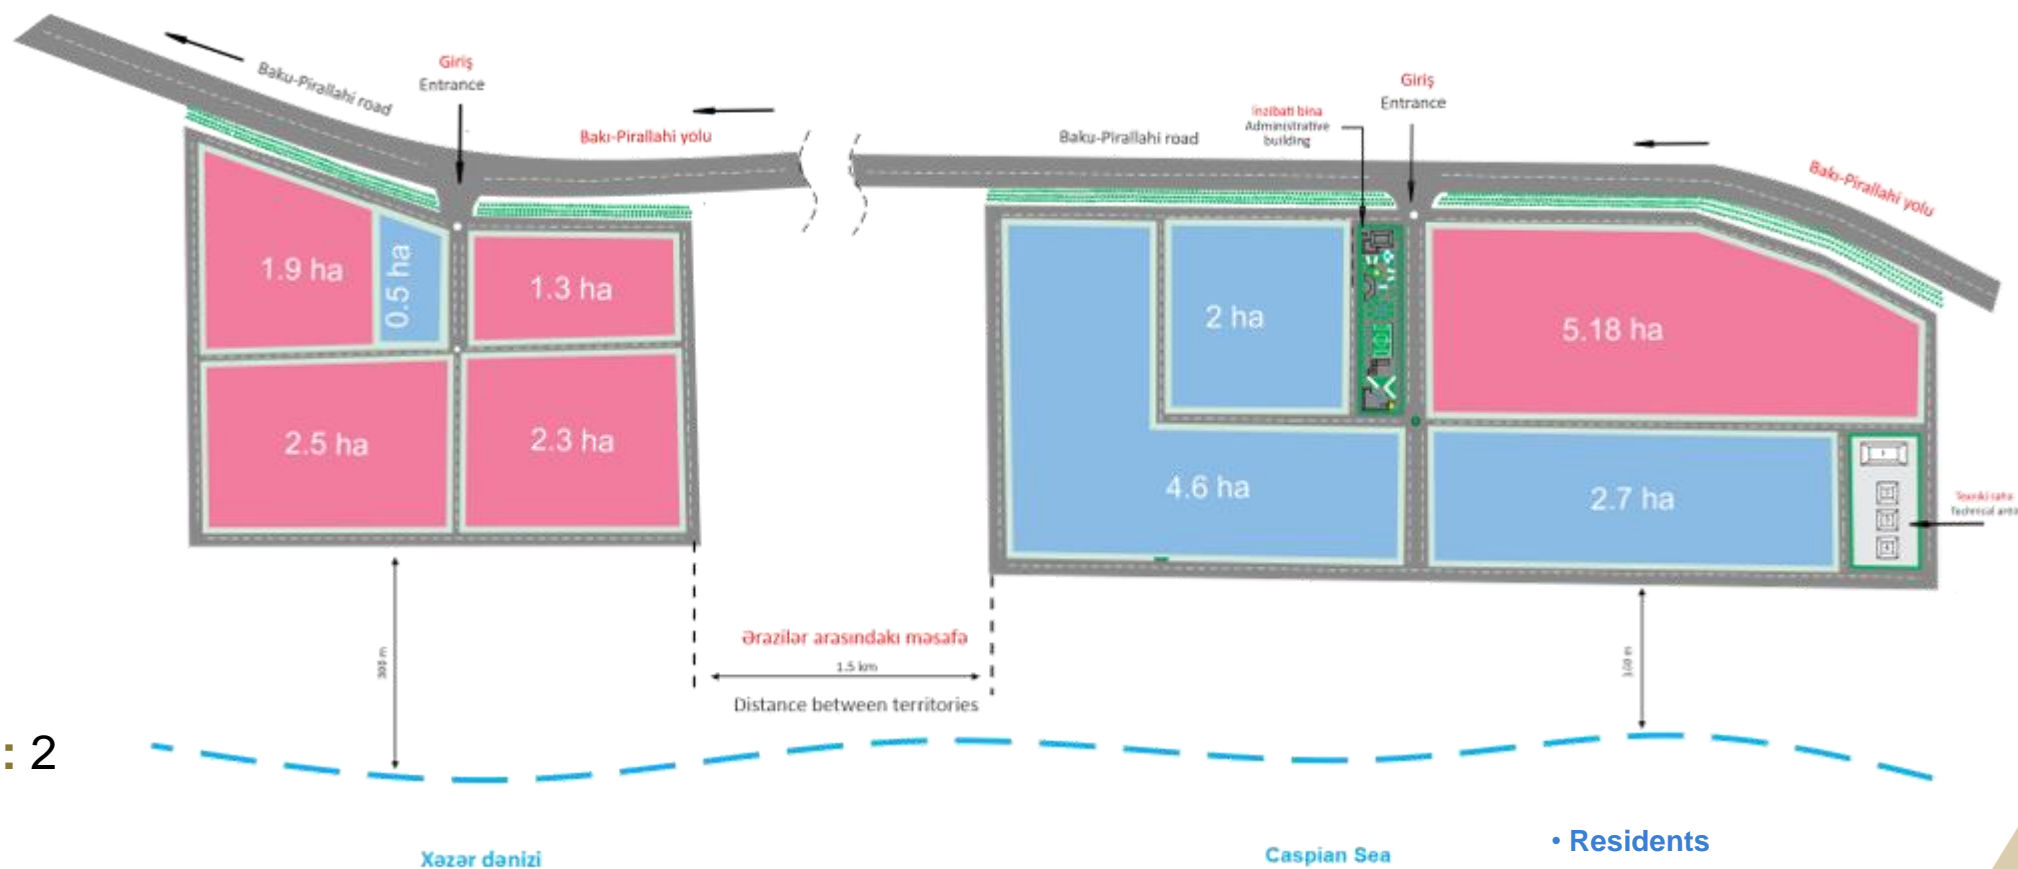 Giriş
Entrance
Baku-Pirallahi road
Bakı-Pirallahi yolu
Giriş
Entrance
İnzibati bina
Administrative
building
Baku-Pirallahi road
Bakı-Pirallahi yolu
1.9 ha
0.5 ha
1.3 ha
2.5 ha
2.3 ha
2 ha
5.18 ha
4.6 ha
2.7 ha
Technical
300 m
Ərazilər arasındakı məsafə
1.5 km
Distance between territories
: 2
Xəzər dənizi
Caspian Sea
• Residents